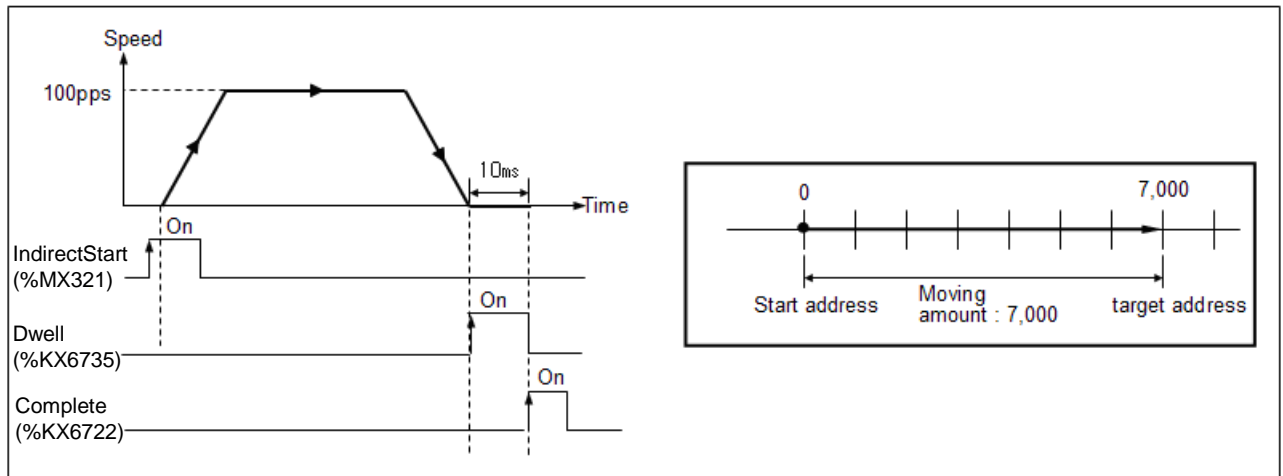 Speed
100pps
10ms
Time
On
IndirectStart
(%MX321)
On
Dwell
(%KX6735)
On
Complete
(%KX6722)
0
7,000
Start address
Moving
amount : 7,000
target address